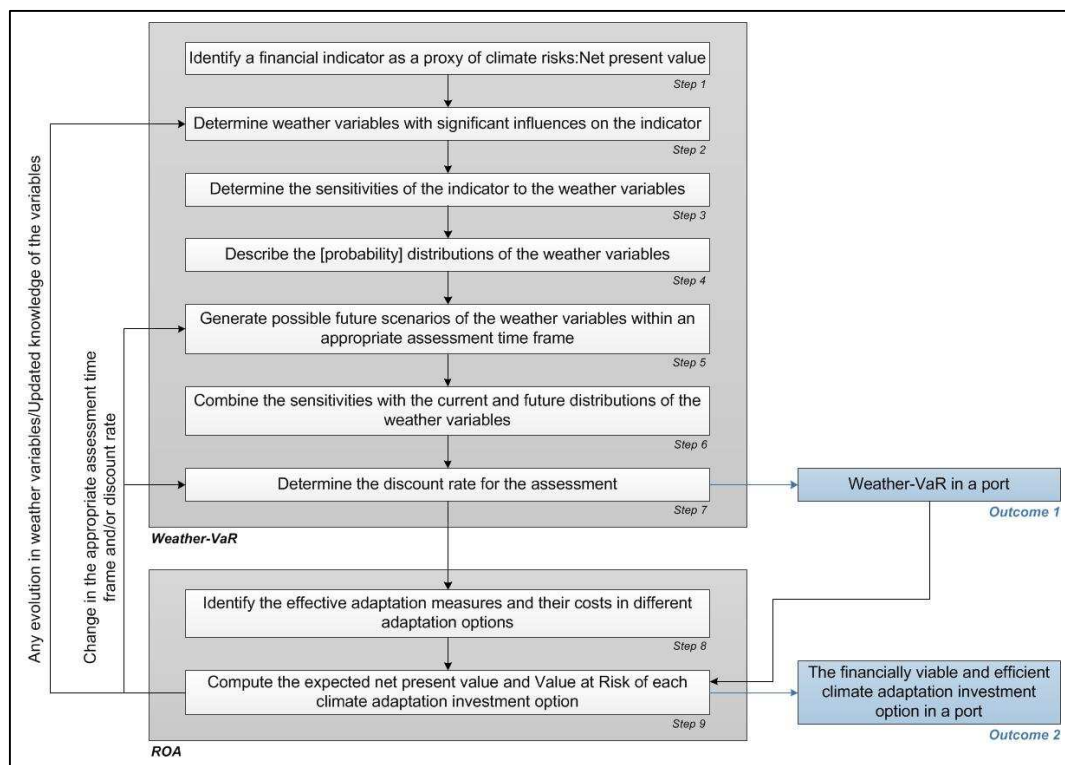 Identify a financial indicator as a proxy of climate risks:Net present value
Step 1
Determine weather variables with significant influences on the indicator
Step 2
Determine the sensitivities of the indicator to the weather variables
Step 3
Describe the [probability] distributions of the weather variables
Step 4
Generate possible future scenarios of the weather variables within an
appropriate assessment time frame
Step 5
Combine the sensitivities with the current and future distributions of the
weather variables
Step 6
Determine the discount rate for the assessment
Step 7
Weather-VaR
Weather-VaR in a port
Outcome 1
Any evolution in weather variables/Updated knowledge of the variables
Change in the appropriate assessment time
frame and/or discount rate
Identify the effective adaptation measures and their costs in different
adaptation options
Step 8
Compute the expected net present value and Value at Risk of each
climate adaptation investment option
Step 9
ROA
The financially viable and efficient
climate adaptation investment
option in a port
Outcome 2